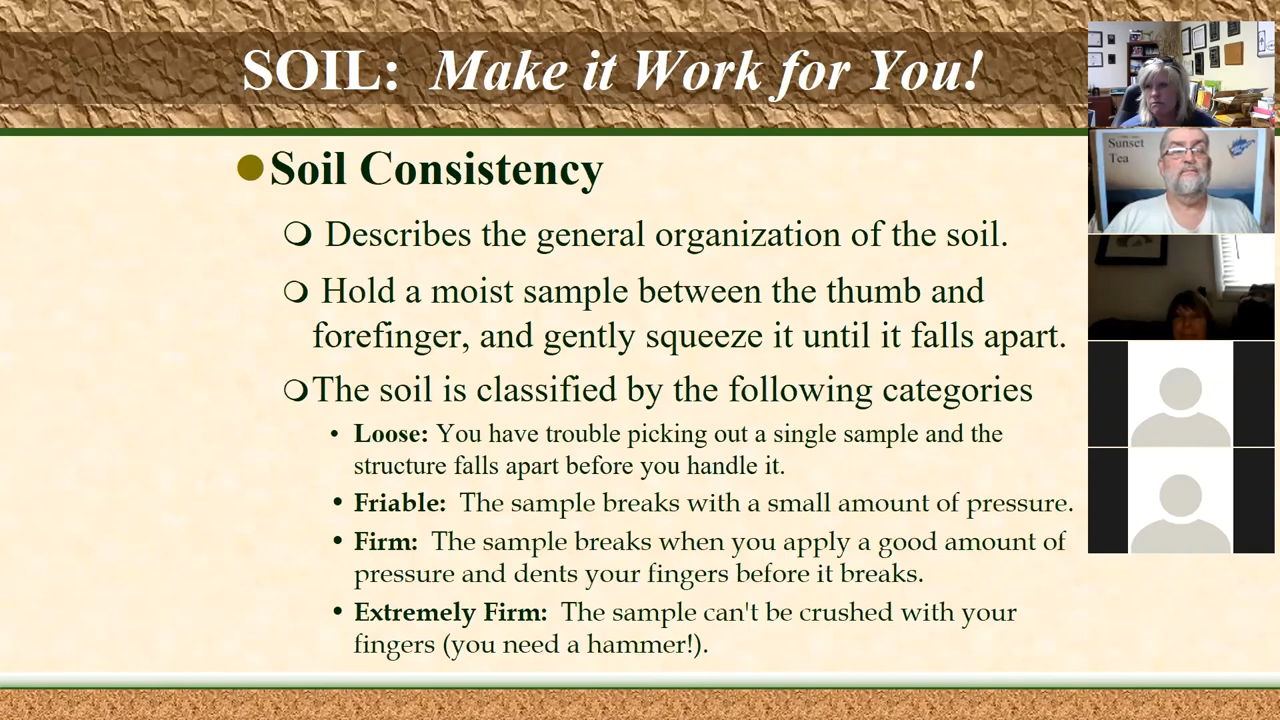 SOIL: Make it Work for You!
Soil Consistency
Describes the general organization of the soil.
Hold a moist sample between the thumb and
forefinger, and gently squeeze it until it falls apart.
The soil is classified by the following categories
• Loose: You have trouble picking out a single sample and the
structure falls apart before you handle it.
• Friable: The sample breaks with a small amount of pressure.
• Firm: The sample breaks when you apply a good amount of
pressure and dents your fingers before it breaks.
• Extremely Firm: The sample can't be crushed with your
fingers (you need a hammer!).
Sunset
Tea